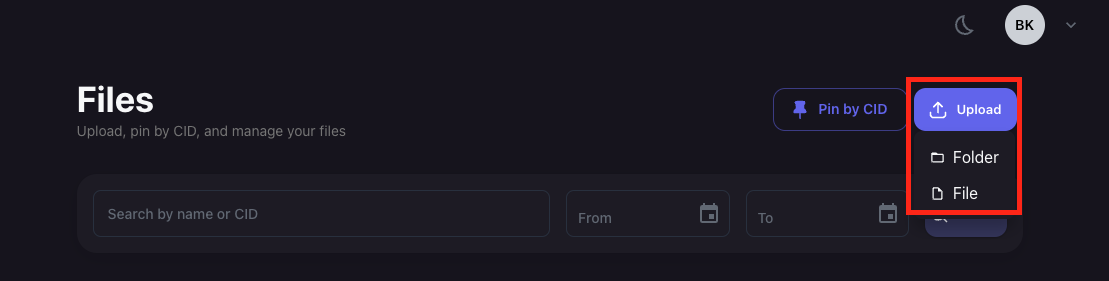 BK
Files
Upload, pin by CID, and manage your files
Pin by CID
Upload
Folder
File
Search by name or CID
From
To